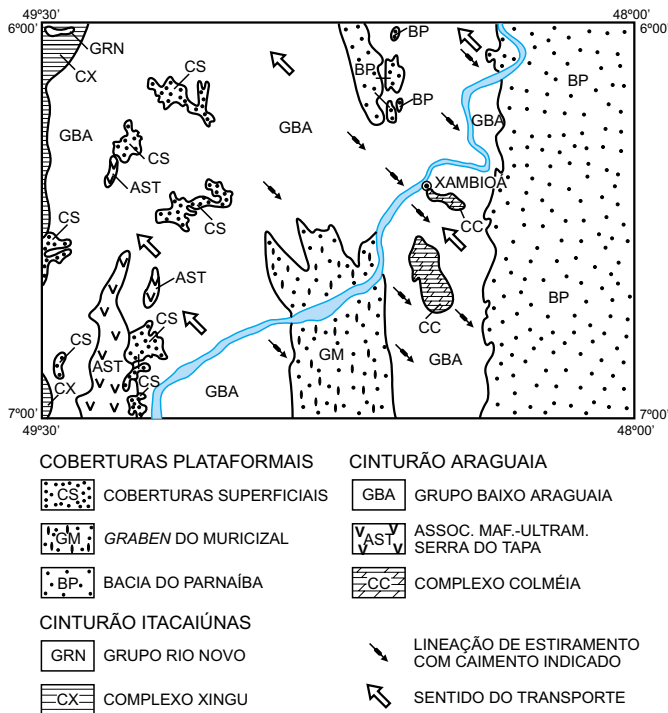 49°30'
48°00'
6°00'
6°00'
GRN
CX
CS
BP
BP
BP
BP
GBA
GBA
GBA
CS
AST
XAMBIOÁ
CS
CS
CC
AST
BP
CS
CC
CS
AST
CS
GM
GBA
CX
GBA
7°00'
7°00'
49°30'
48°00'
COBERTURAS PLATAFORMAIS
CS COBERTURAS SUPERFICIAIS
GM GRABEN DO MURICIZAL
BP BACIA DO PARNAÍBA
CINTURÃO ITACAIÚNAS
GRN GRUPO RIO NOVO
CX COMPLEXO XINGU
CINTURÃO ARAGUAIA
GBA GRUPO BAIXO ARAGUAIA
AST ASSOC. MAF.-ULTRAM.
SERRA DO TAPA
CC COMPLEXO COLMÉIA
LINEAÇÃO DE ESTIRAMENTO
COM CAIMENTO INDICADO
SENTIDO DO TRANSPORTE